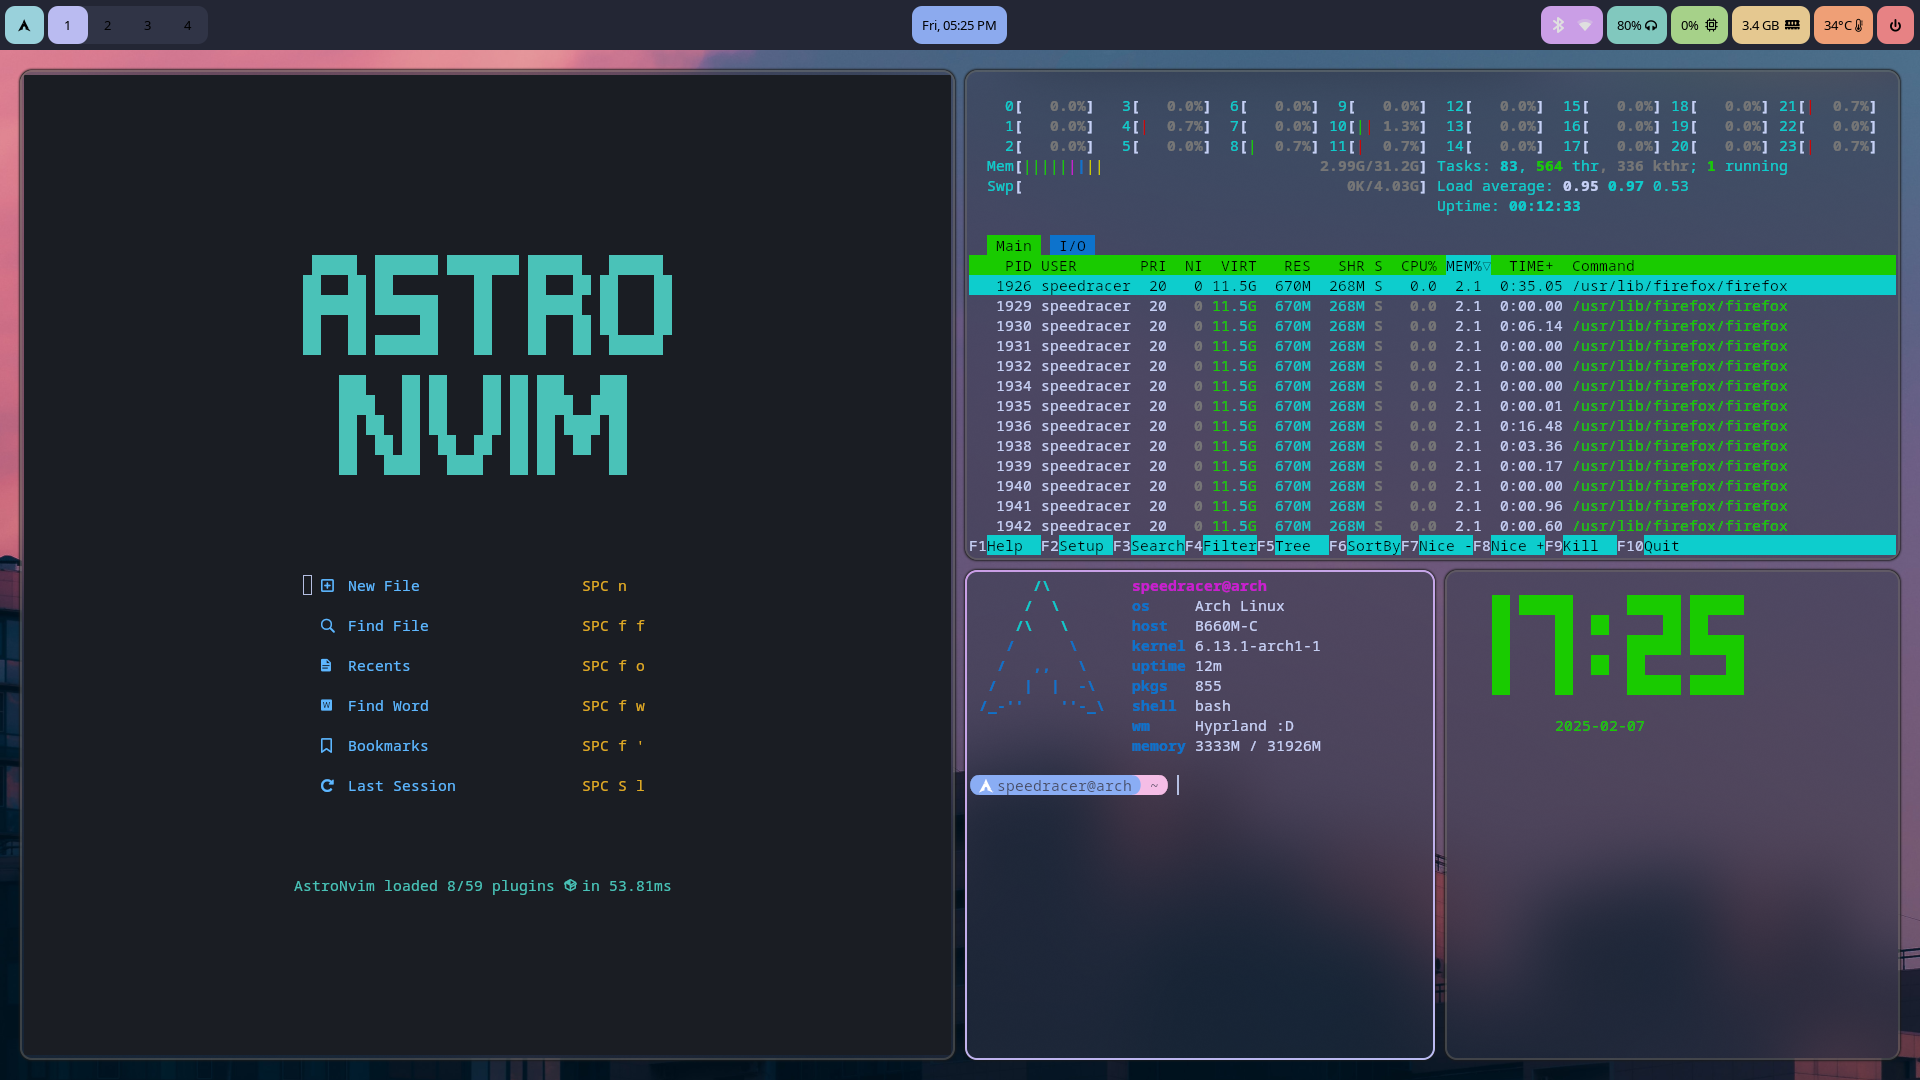 1 2 3 4 Fri, 05:25 PM 80% 0% 3.4 GB 34°C
ASTRO
NVIM
New File SPC n
Find File SPC f f
Recents SPC f o
Find Word SPC f w
Bookmarks SPC f '
Last Session SPC S l
AstroNvim loaded 8/59 plugins in 53.81ms
0[ 0.0%] 3[ 0.0%] 6[ 0.0%] 9[ 0.0%] 12[ 0.0%] 15[ 0.0%] 18[ 0.0%] 21[| 0.7%]
1[ 0.0%] 4[| 0.7%] 7[ 0.0%] 10[| 1.3%] 13[ 0.0%] 16[ 0.0%] 19[ 0.0%] 22[ 0.0%]
2[ 0.0%] 5[ 0.0%] 8[| 0.7%] 11[| 0.7%] 14[ 0.0%] 17[ 0.0%] 20[ 0.0%] 23[| 0.7%]
Mem[||||||||| 2.99G/31.2G] Tasks: 83, 564 thr, 336 kthr; 1 running
Swp[ 0K/4.03G] Load average: 0.95 0.97 0.53
Uptime: 00:12:33
Main I/O
PID USER PRI NI VIRT RES SHR S CPU% MEM%▽ TIME+ Command
1926 speedracer 20 0 11.5G 670M 268M S 0.0 2.1 0:35.05 /usr/lib/firefox/firefox
1929 speedracer 20 0 11.5G 670M 268M S 0.0 2.1 0:00.00 /usr/lib/firefox/firefox
1930 speedracer 20 0 11.5G 670M 268M S 0.0 2.1 0:06.14 /usr/lib/firefox/firefox
1931 speedracer 20 0 11.5G 670M 268M S 0.0 2.1 0:00.00 /usr/lib/firefox/firefox
1932 speedracer 20 0 11.5G 670M 268M S 0.0 2.1 0:00.00 /usr/lib/firefox/firefox
1934 speedracer 20 0 11.5G 670M 268M S 0.0 2.1 0:00.00 /usr/lib/firefox/firefox
1935 speedracer 20 0 11.5G 670M 268M S 0.0 2.1 0:00.01 /usr/lib/firefox/firefox
1936 speedracer 20 0 11.5G 670M 268M S 0.0 2.1 0:16.48 /usr/lib/firefox/firefox
1938 speedracer 20 0 11.5G 670M 268M S 0.0 2.1 0:03.36 /usr/lib/firefox/firefox
1939 speedracer 20 0 11.5G 670M 268M S 0.0 2.1 0:00.17 /usr/lib/firefox/firefox
1940 speedracer 20 0 11.5G 670M 268M S 0.0 2.1 0:00.00 /usr/lib/firefox/firefox
1941 speedracer 20 0 11.5G 670M 268M S 0.0 2.1 0:00.96 /usr/lib/firefox/firefox
1942 speedracer 20 0 11.5G 670M 268M S 0.0 2.1 0:00.60 /usr/lib/firefox/firefox
F1Help F2Setup F3SearchF4FilterF5Tree F6SortByF7Nice -F8Nice +F9Kill F10Quit
speedracer@arch
os Arch Linux
host B660M-C
kernel 6.13.1-arch1-1
uptime 12m
pkgs 855
shell bash
wm Hyprland :D
memory 3333M / 31926M
speedracer@arch ~
17:25
2025-02-07